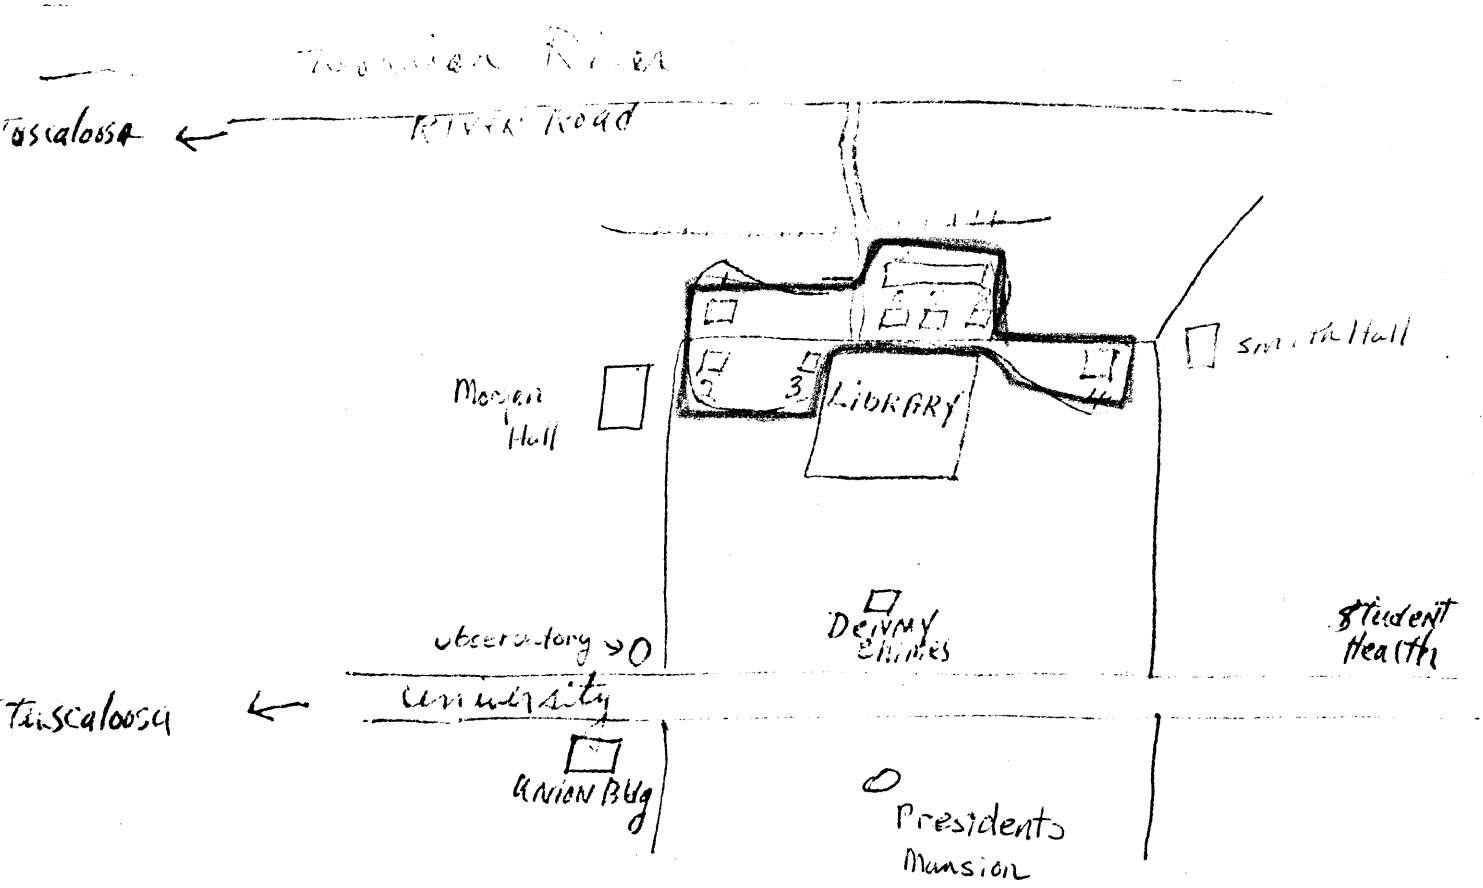 River
Tuscaloosa
RIVER ROAD
Smith Hall
Morgan
Hall
2
3
LIBRARY
4
Denny
Chimes
Student
Health
observatory
University
Tuscaloosa
UNION Bldg
Presidents
Mansion